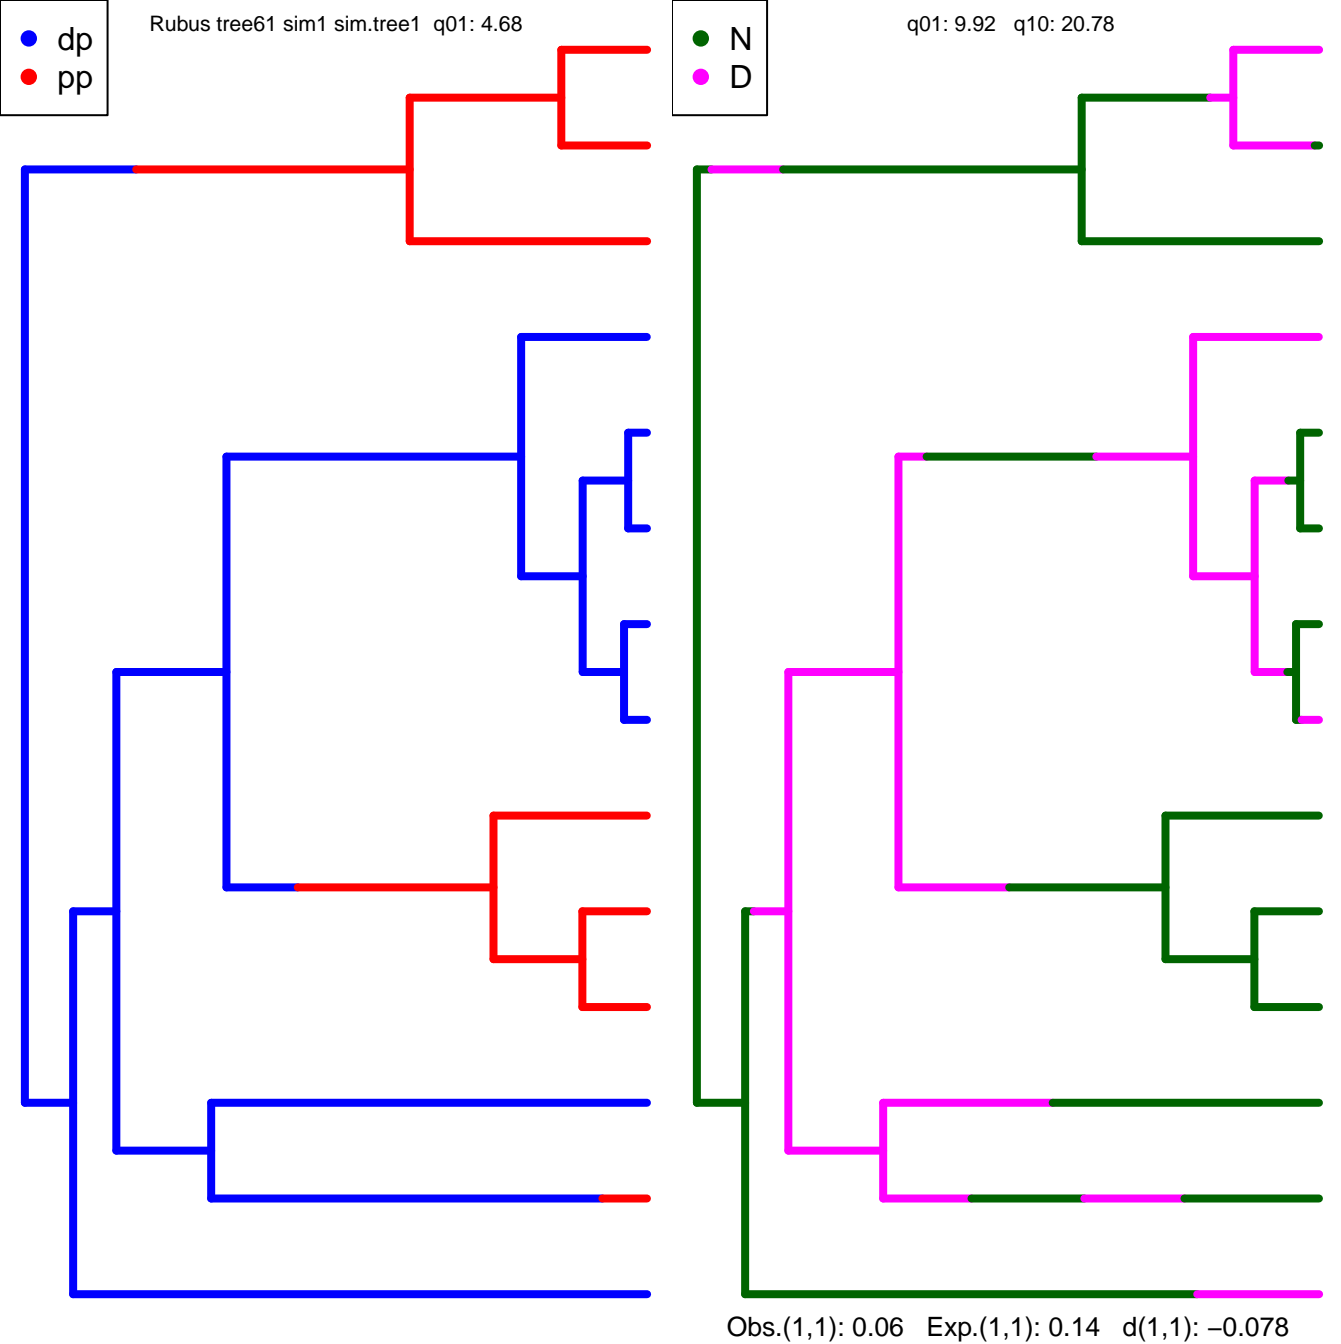 Rubus tree61 sim1 sim.tree1  q01: 4.68
dp
pp
q01: 9.92   q10: 20.78
N
D
Obs.(1,1): 0.06   Exp.(1,1): 0.14   d(1,1): −0.078